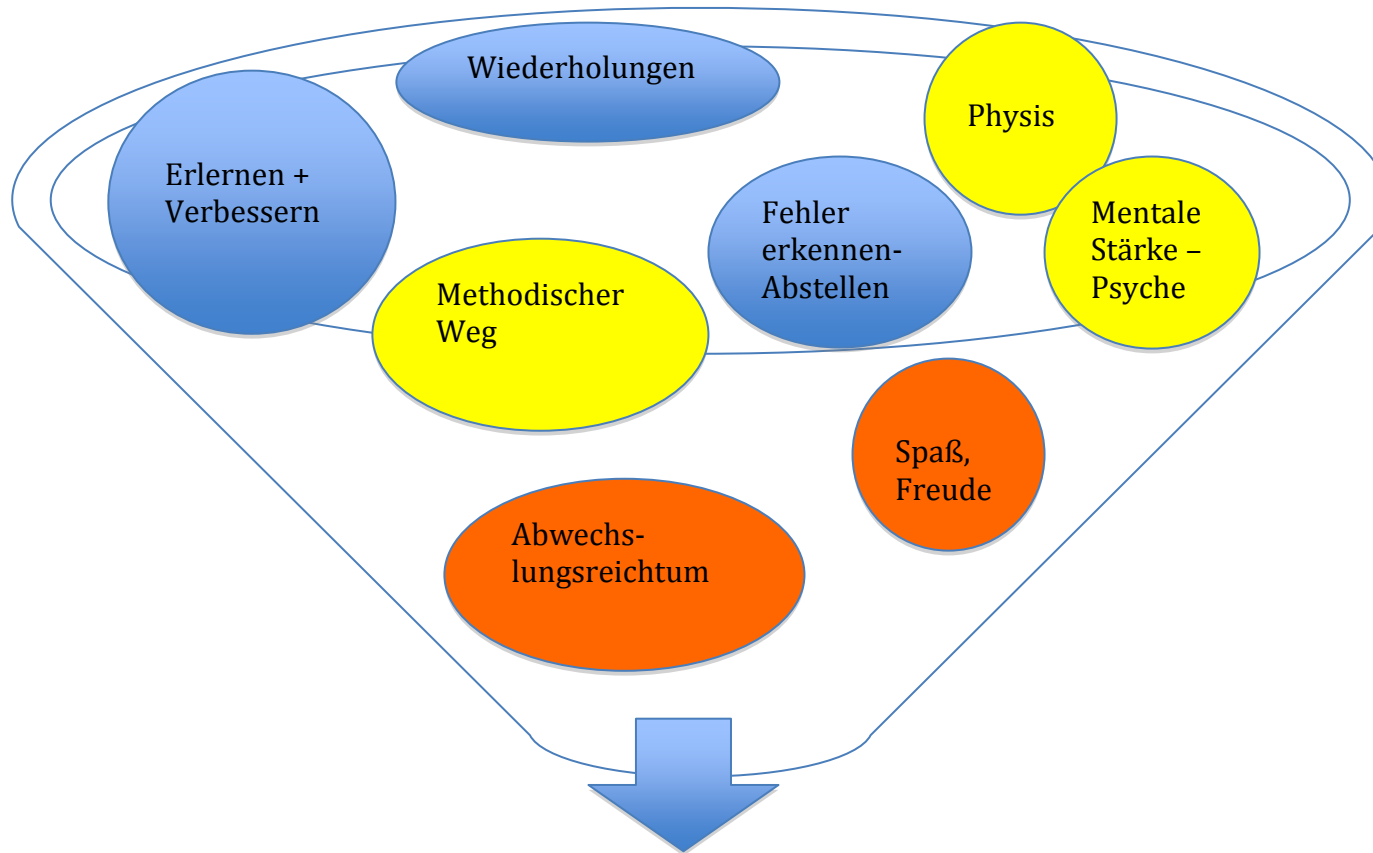 Wiederholungen
Physis
Erlernen +
Verbessern
Fehler
erkennen-
Abstellen
Mentale
Stärke –
Psyche
Methodischer
Weg
Spaß,
Freude
Abwechs-
lungsreichtum